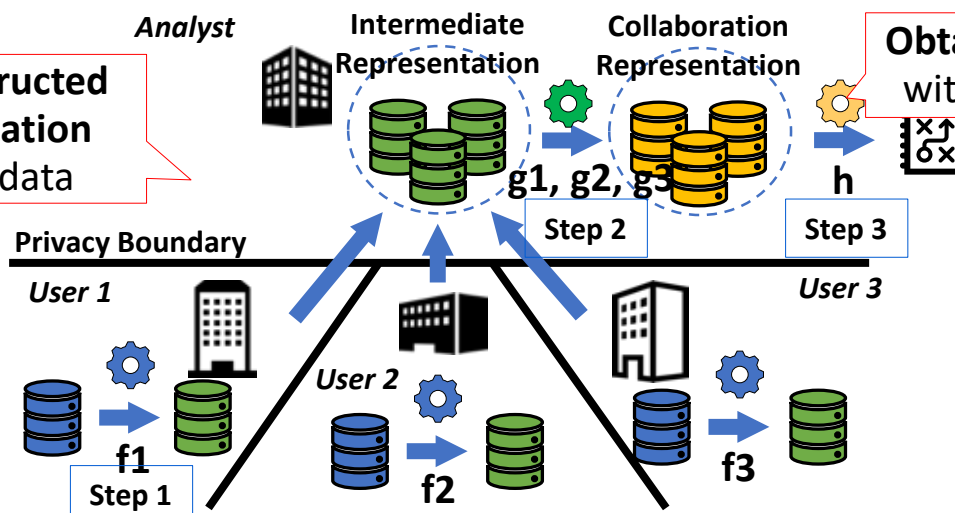 Analyst
Intermediate
Representation
Collaboration
Representation
ructed
ation
data
Obta
wit
g1, g2, g3
h
Step 2
Step 3
Privacy Boundary
User 1
User 2
User 3
f1
Step 1
f2
f3